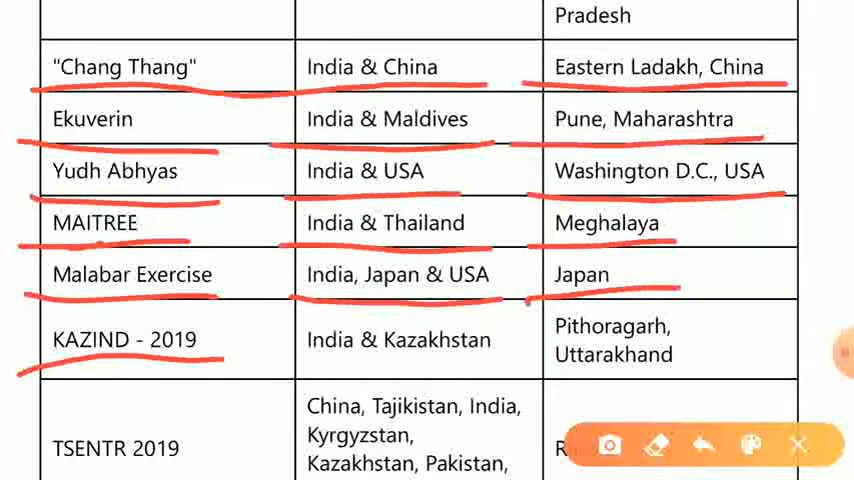 Pradesh
"Chang Thang" India & China Eastern Ladakh, China
Ekuverin India & Maldives Pune, Maharashtra
Yudh Abhyas India & USA Washington D.C., USA
MAITREE India & Thailand Meghalaya
Malabar Exercise India, Japan & USA Japan
KAZIND - 2019 India & Kazakhstan Pithoragarh,
Uttarakhand
China, Tajikistan, India,
Kyrgyzstan,
TSENTR 2019
Kazakhstan, Pakistan,